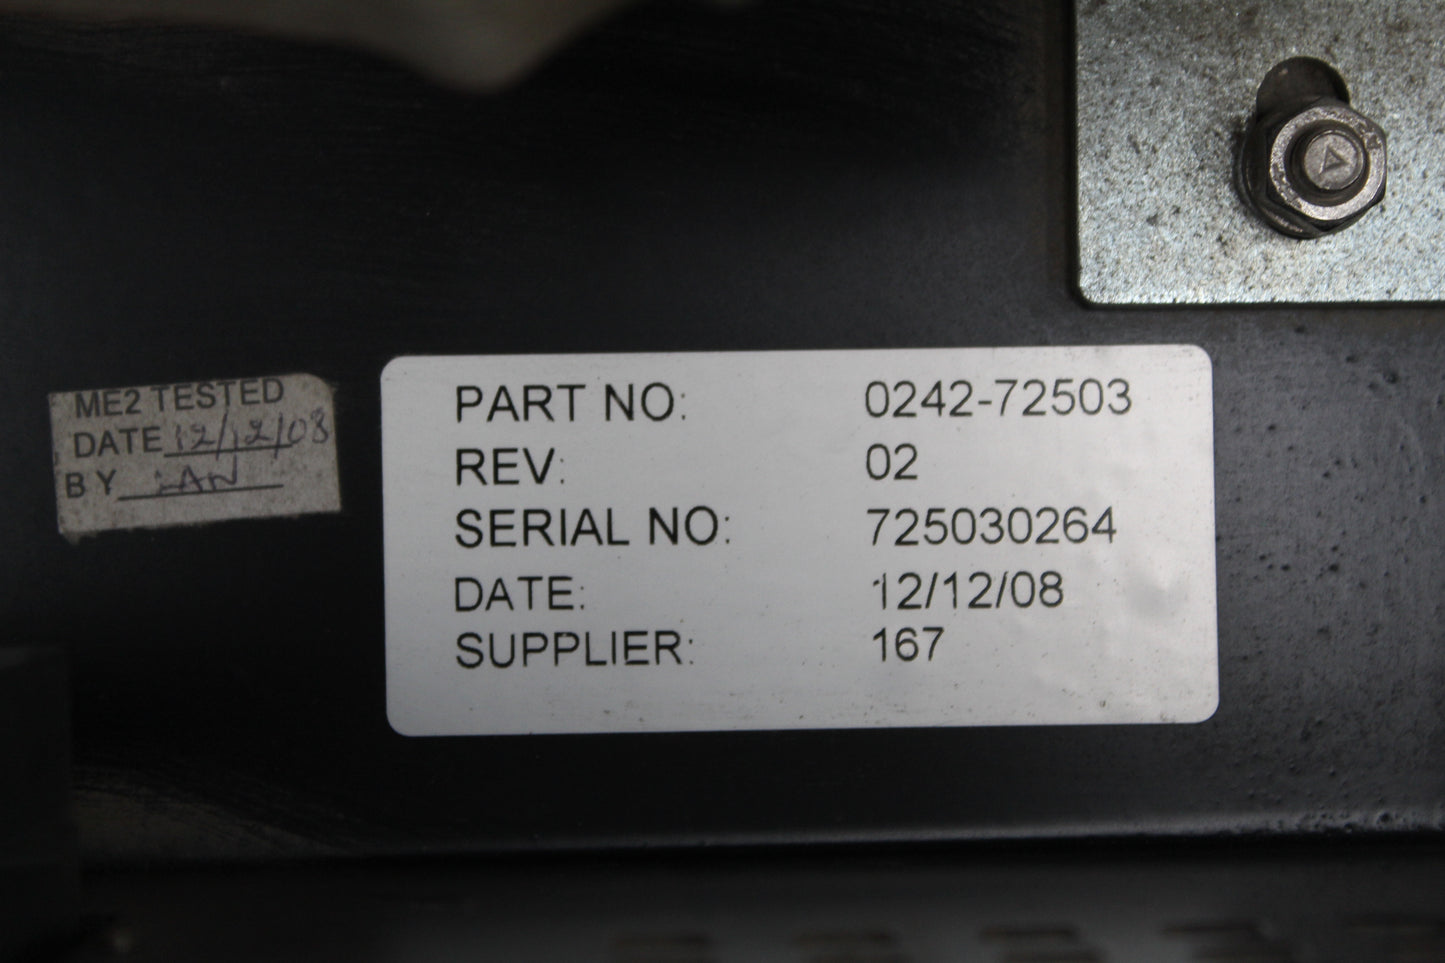 ME2 TESTED
DATE 12/12/08
BY
PART NO: 0242-72503
REV: 02
SERIAL NO: 725030264
DATE: 12/12/08
SUPPLIER: 167